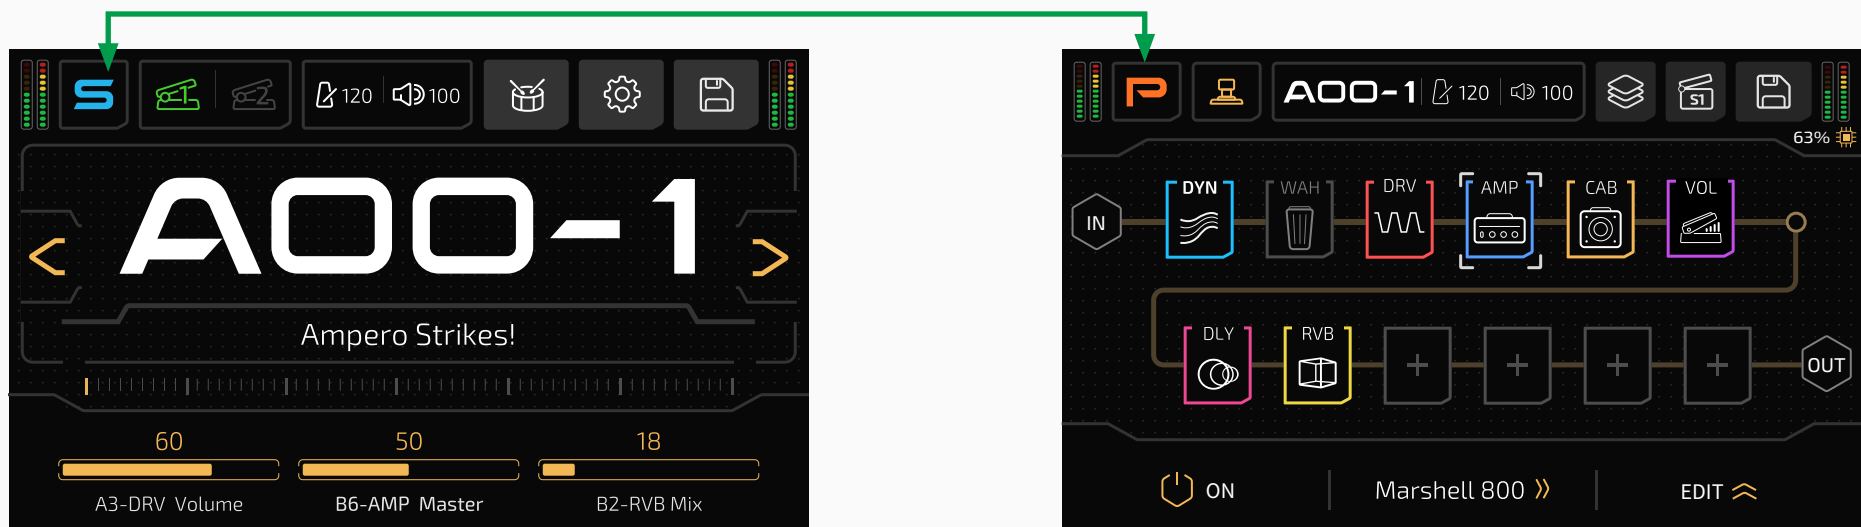 S 1 2 120 100
A00-1
Ampero Strikes!
60 50 18
A3-DRV Volume B6-AMP Master B2-RVB Mix
P A00-1 120 100 S1
63%
IN DYN WAH DRV AMP CAB VOL
DLY RVB + + + + OUT
ON Marshell 800 EDIT